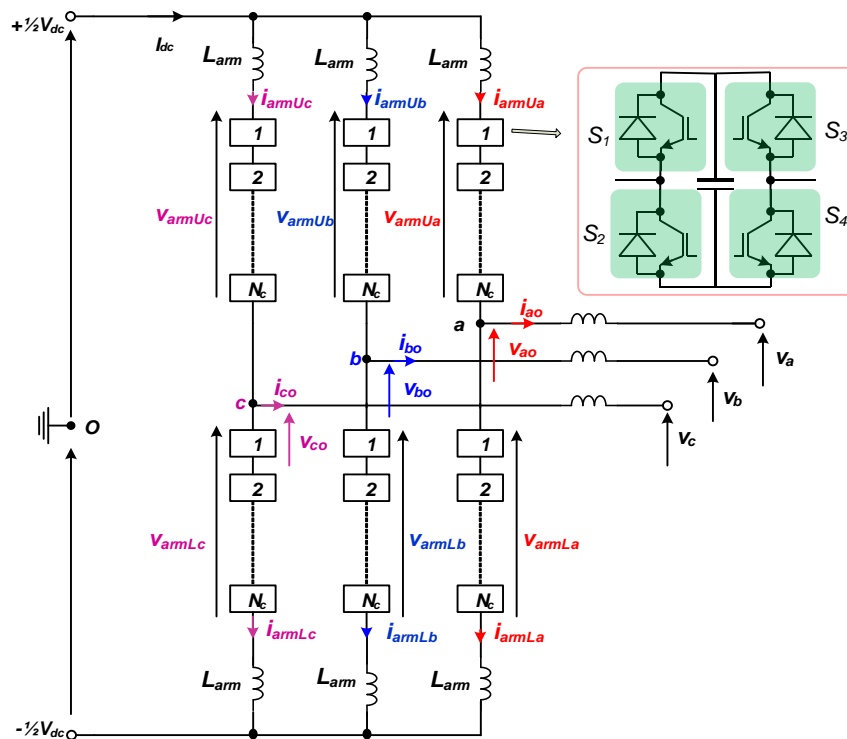 +½Vdc
Idc
Larm
Larm
Larm
iarmUc
iarmUb
iarmUa
1
1
1
2
2
2
Nc
Nc
Nc
varmUc
varmUb
varmUa
S1
S3
S2
S4
a
iao
vao
va
b
ibo
vbo
vb
c
ico
vco
vc
O
1
1
1
2
2
2
Nc
Nc
Nc
varmLc
varmLb
varmLa
iarmLc
iarmLb
iarmLa
Larm
Larm
Larm
-½Vdc